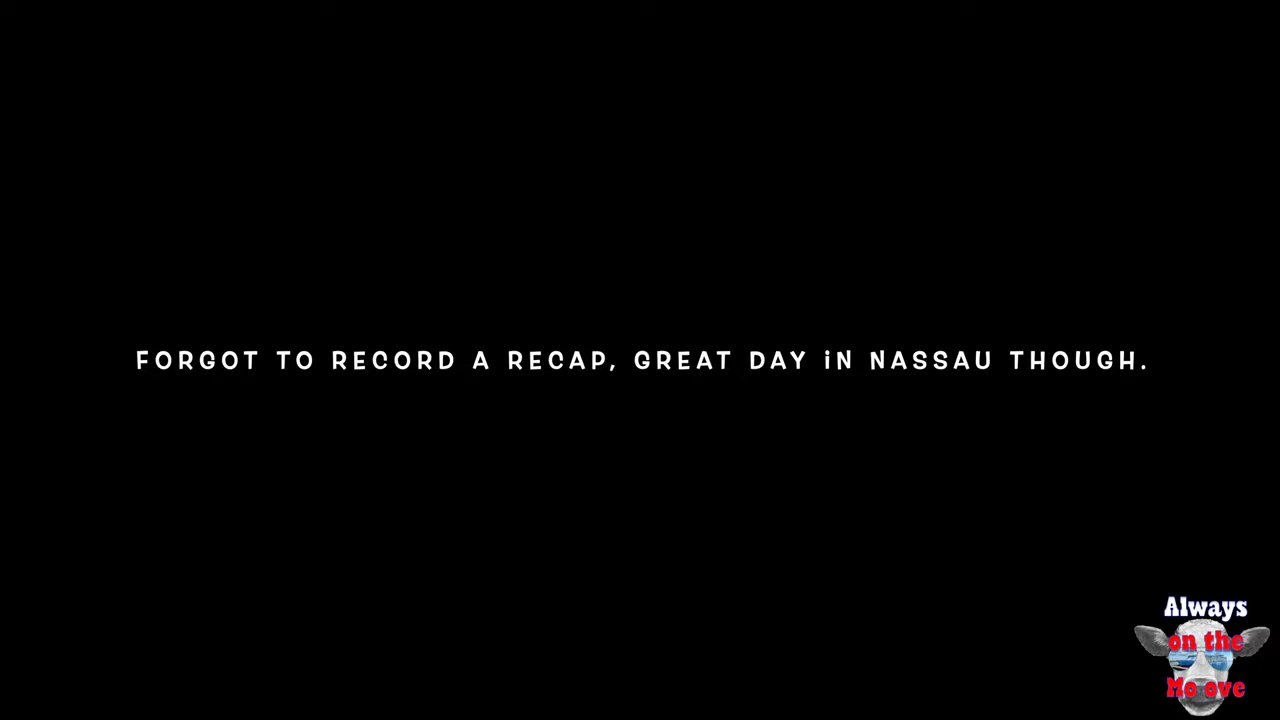 FORGOT TO RECORD A RECAP, GREAT DAY iN NASSAU THOUGH.
Always
on the
Mo ove